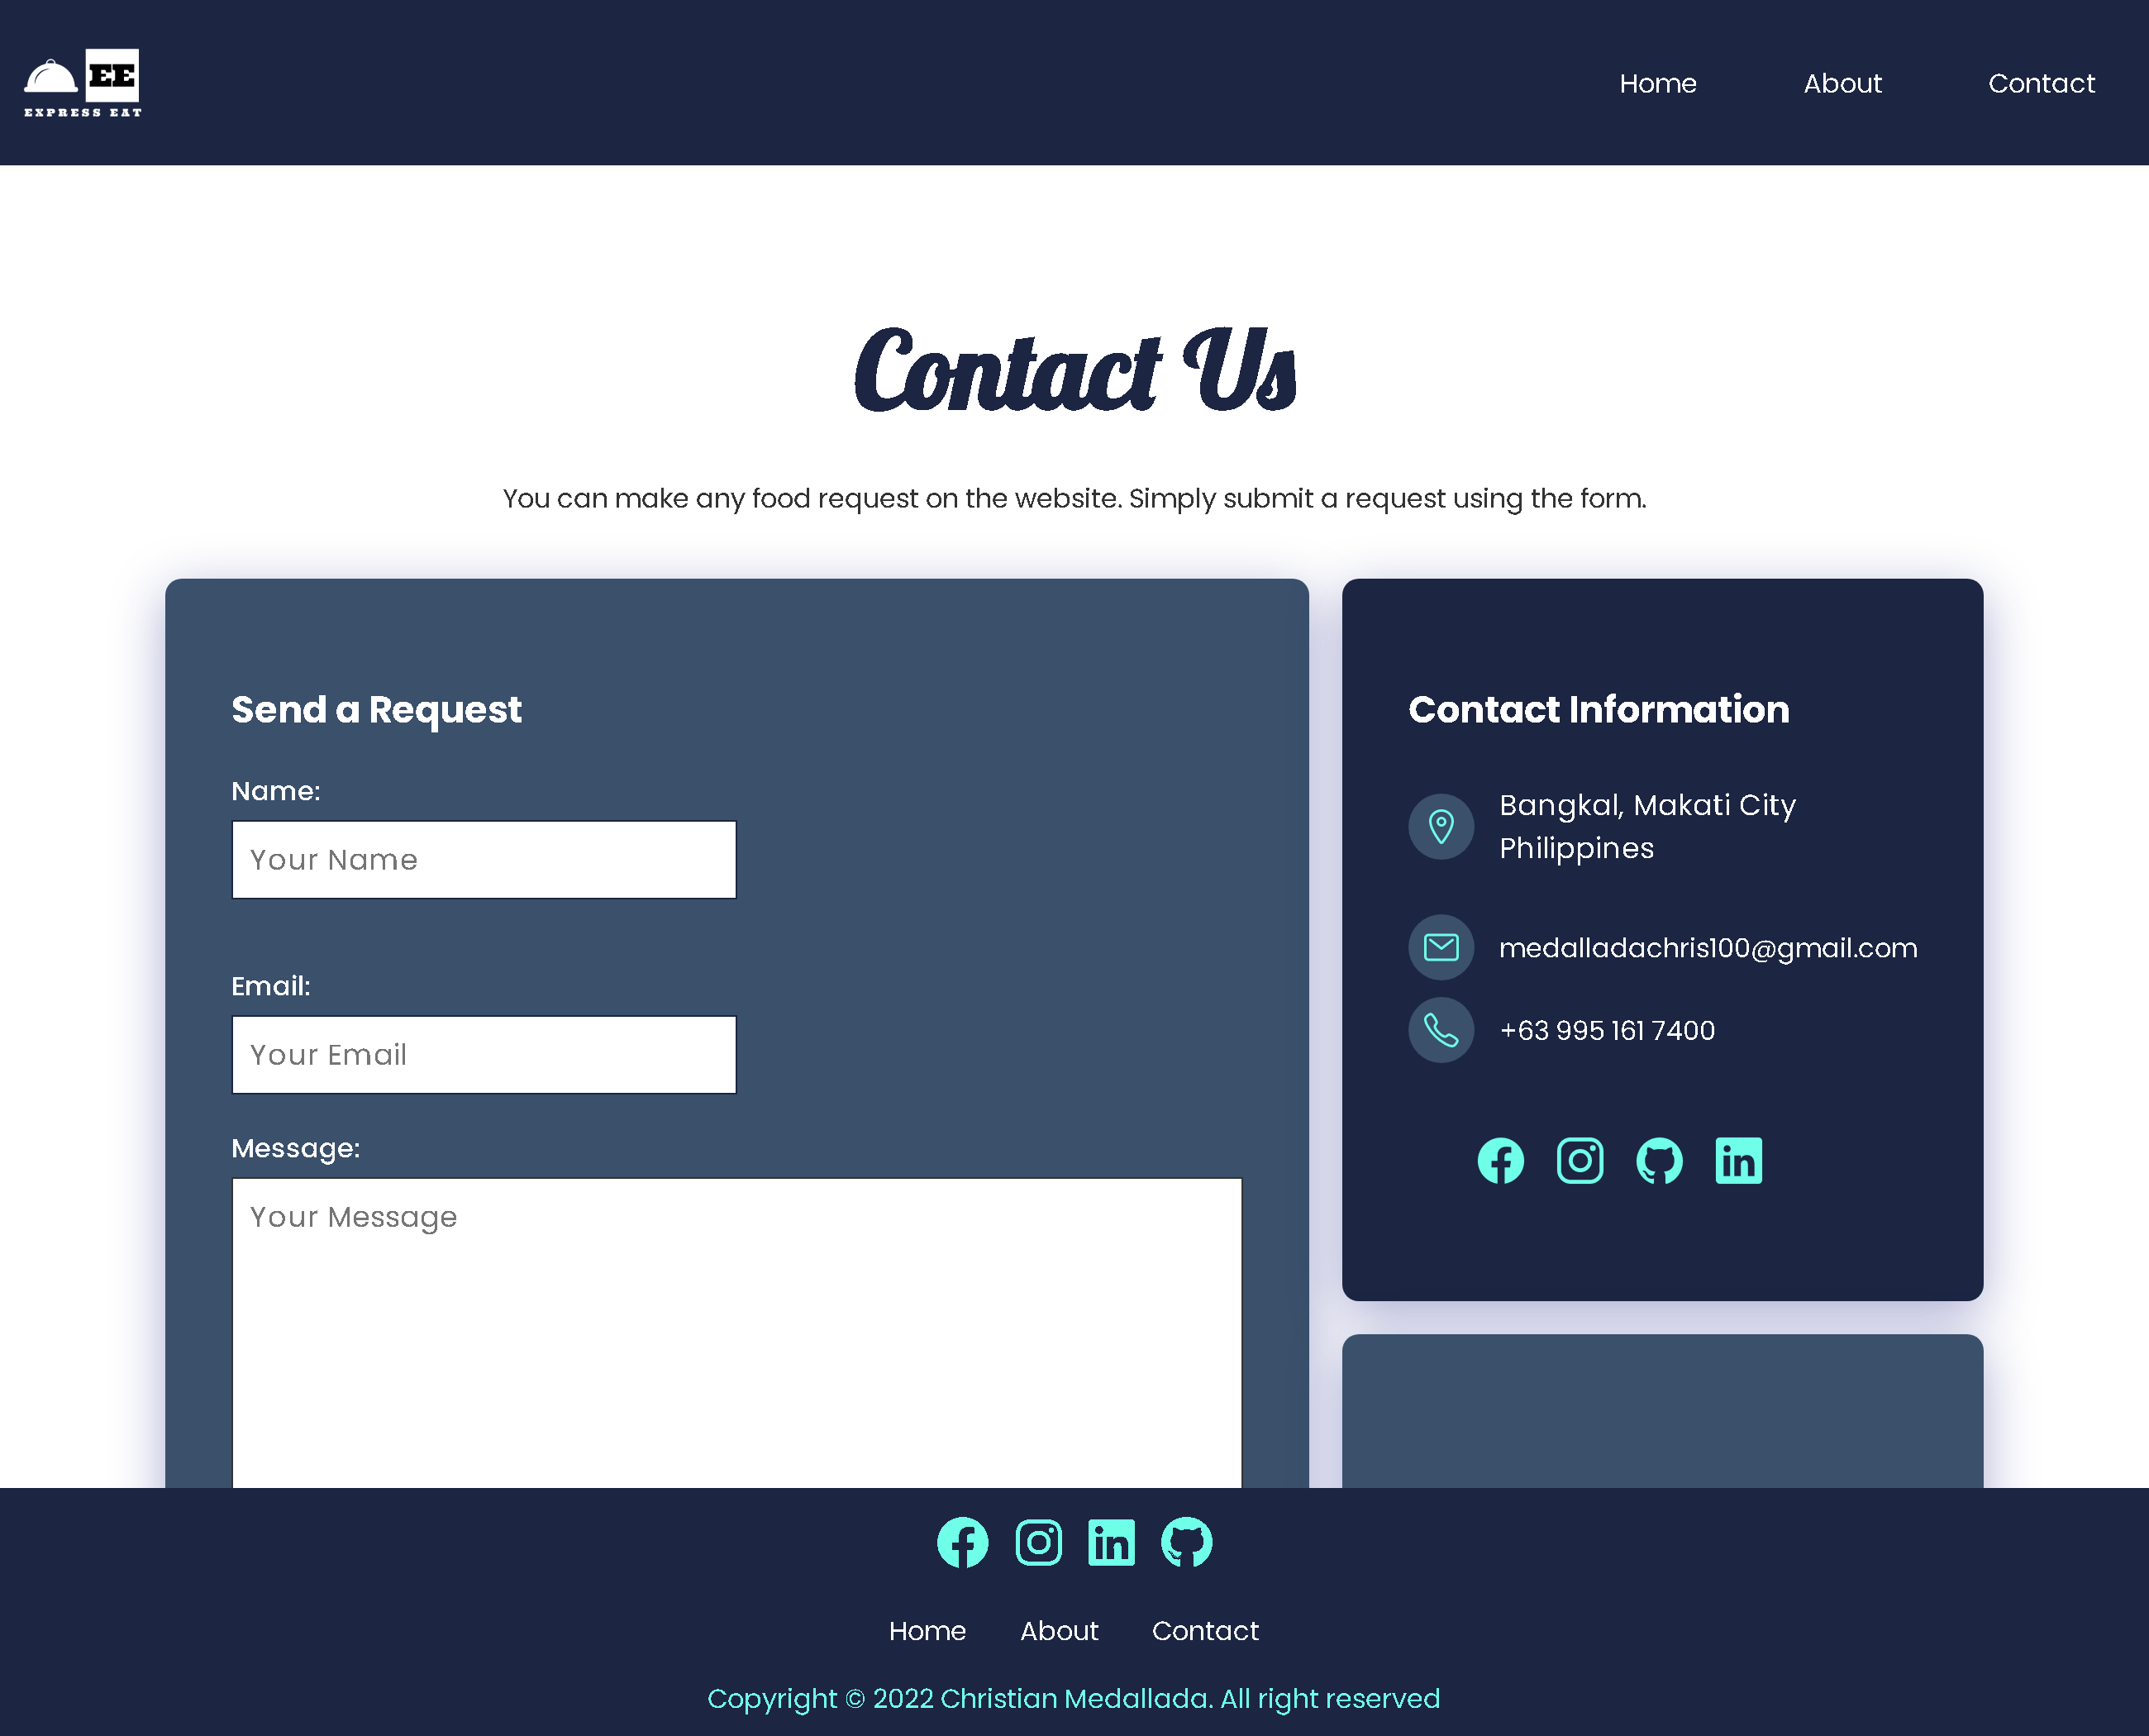 EE
EXPRESS EAT
Home
About
Contact
Contact Us
You can make any food request on the website. Simply submit a request using the form.
Send a Request
Name:
Your Name
Email:
Your Email
Message:
Your Message
Contact Information
Bangkal, Makati City
Philippines
medalladachris100@gmail.com
+63 995 161 7400
Home
About
Contact
Copyright © 2022 Christian Medallada. All right reserved